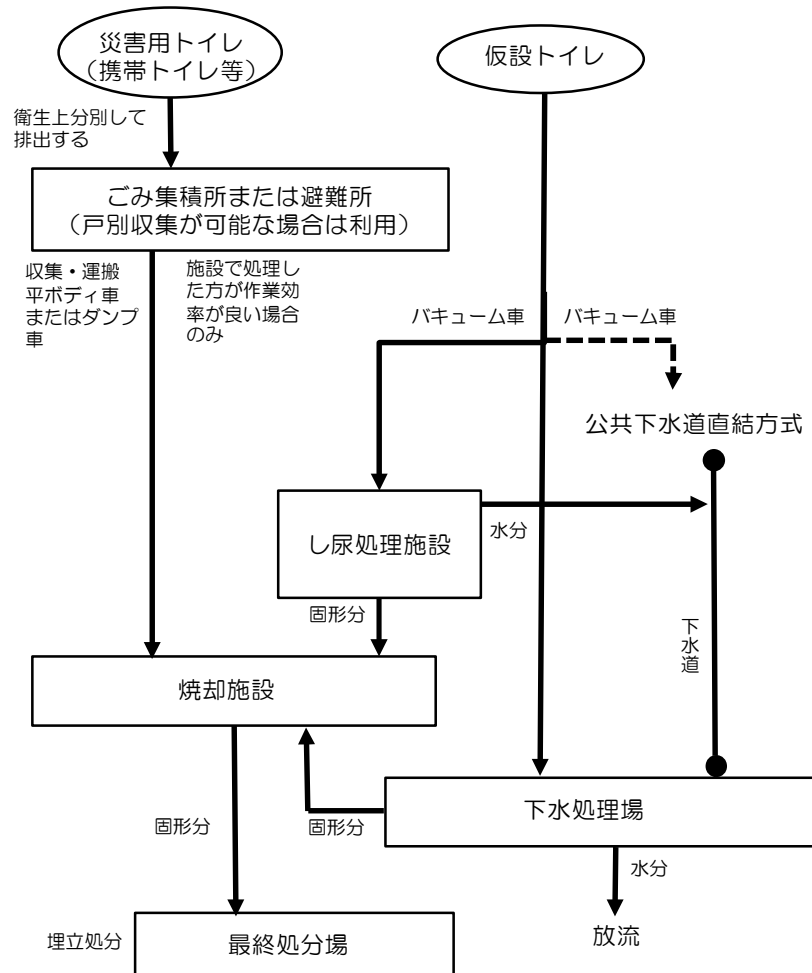 災害用トイレ
（携帯トイレ等）
仮設トイレ
衛生上分別して
排出する
ごみ集積所または避難所
（戸別収集が可能な場合は利用）
収集・運搬
平ボディ車
またはダンプ
車
施設で処理し
た方が作業効
率が良い場合
のみ
バキューム車
バキューム車
公共下水道直結方式
し尿処理施設
水分
固形分
下水道
焼却施設
下水処理場
固形分
固形分
水分
埋立処分
最終処分場
放流